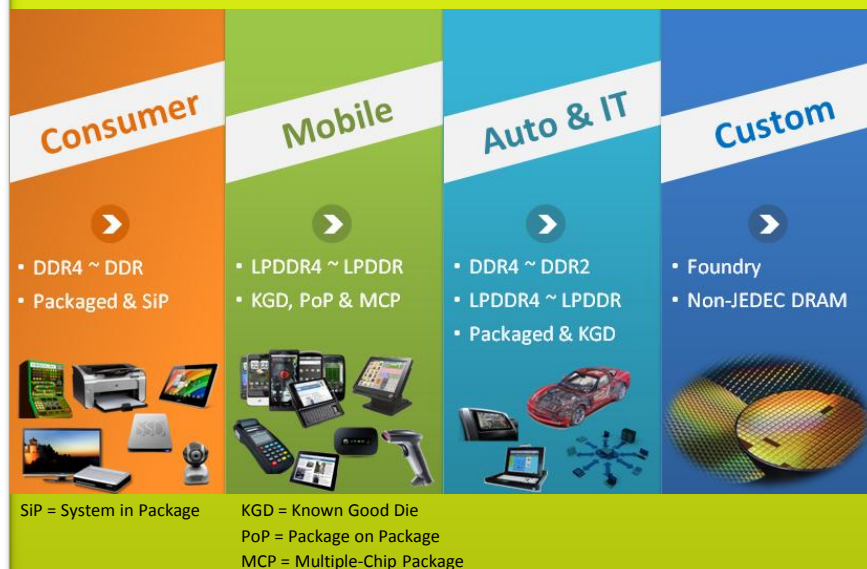 Consumer
• DDR4 ~ DDR
• Packaged & SiP
Mobile
• LPDDR4 ~ LPDDR
• KGD, PoP & MCP
Auto & IT
• DDR4 ~ DDR2
• LPDDR4 ~ LPDDR
• Packaged & KGD
Custom
• Foundry
• Non-JEDEC DRAM
SSD
SiP = System in Package
KGD = Known Good Die
PoP = Package on Package
MCP = Multiple-Chip Package